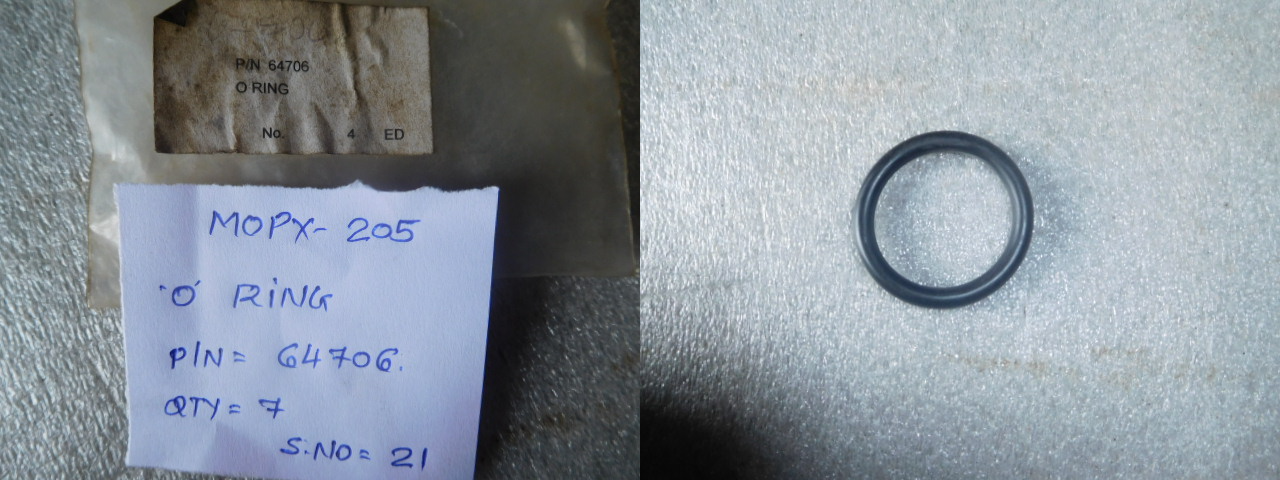 P/N 64706
O RING
No. 4 ED
MOPX- 205
'O' RING
P/N = 64706.
QTY = 7
S.NO = 21